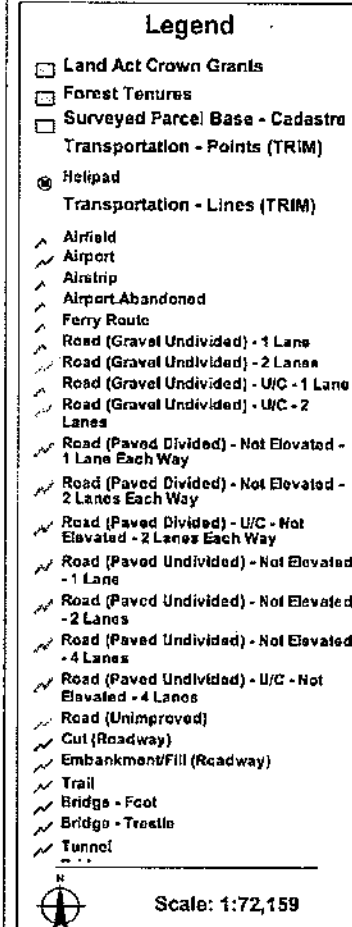 Legend
Land Act Crown Grants
Forest Tenures
Surveyed Parcel Base - Cadastre
Transportation - Points (TRIM)
Helipad
Transportation - Lines (TRIM)
Airfield
Airport
Airstrip
Airport.Abandoned
Ferry Route
Road (Gravel Undivided) - 1 Lane
Road (Gravel Undivided) - 2 Lanes
Road (Gravel Undivided) - U/C - 1 Lane
Road (Gravel Undivided) - U/C - 2
Lanes
Road (Paved Divided) - Not Elevated -
1 Lane Each Way
Road (Paved Divided) - Not Elevated -
2 Lanes Each Way
Road (Paved Divided) - U/C - Not
Elevated - 2 Lanes Each Way
Road (Paved Undivided) - Not Elevated
- 1 Lane
Road (Paved Undivided) - Not Elevated
- 2 Lanes
Road (Paved Undivided) - Not Elevated
- 4 Lanes
Road (Paved Undivided) - U/C - Not
Elevated - 4 Lanes
Road (Unimproved)
Cut (Roadway)
Embankment/Fill (Roadway)
Trail
Bridge - Foot
Bridge - Trestle
Tunnel
N
Scale: 1:72,159